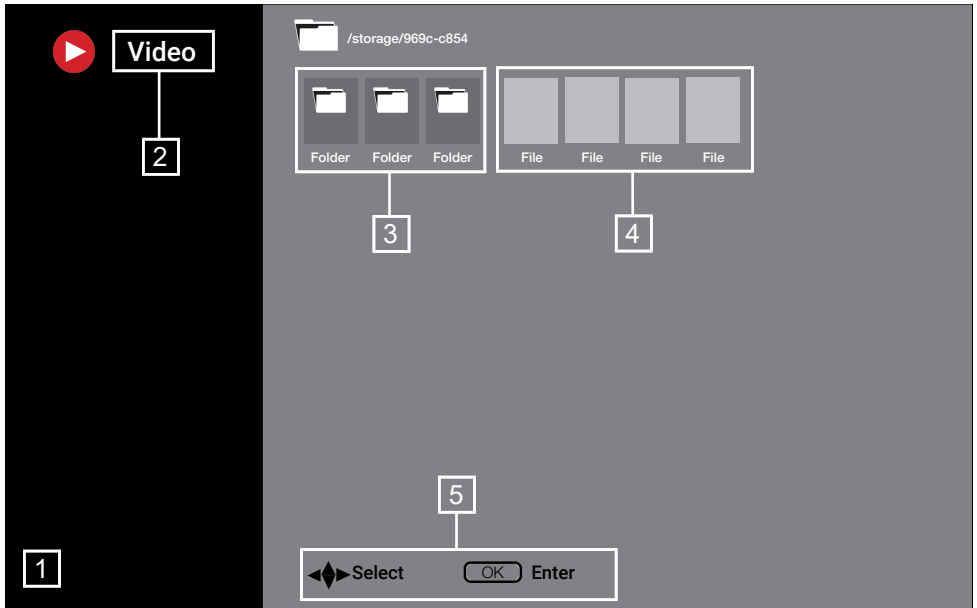 Video
/storage/969c-c854
2
Folder Folder Folder File File File File
3 4
5
1
Select OK Enter